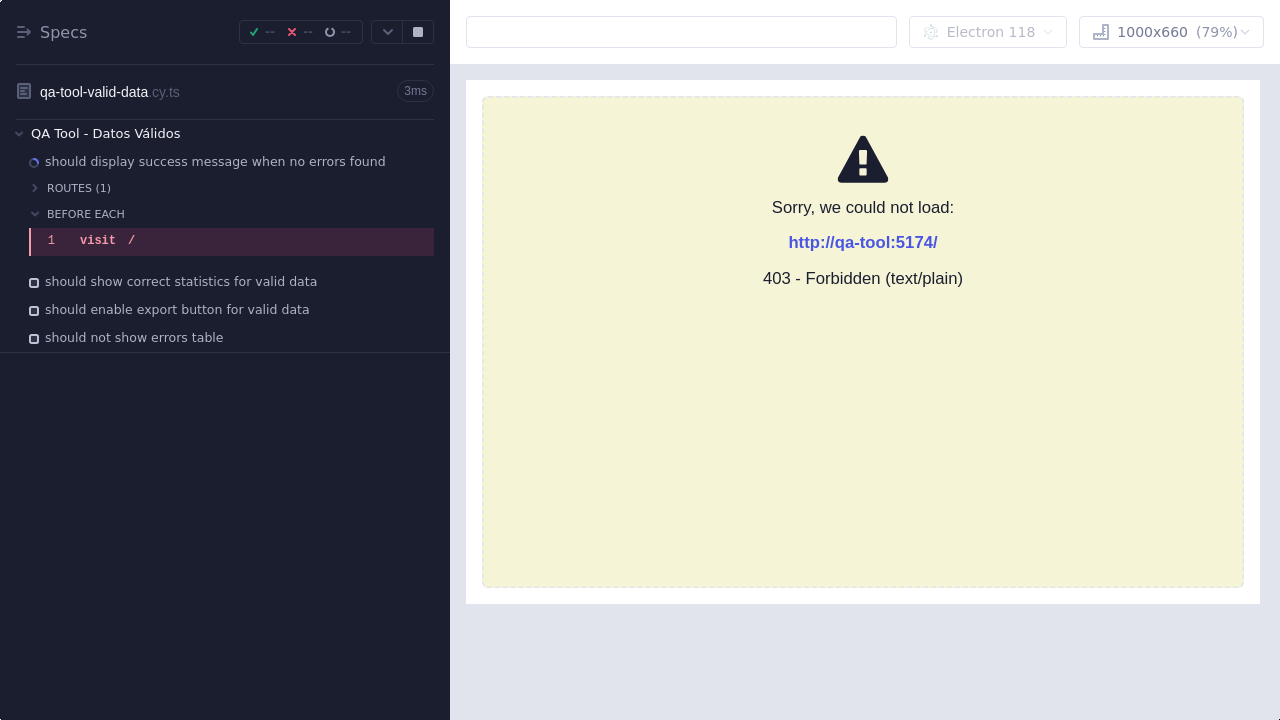 Specs
-- -- --
Electron 118
1000x660 (79%)
qa-tool-valid-data.cy.ts
3ms
QA Tool - Datos Válidos
should display success message when no errors found
ROUTES (1)
BEFORE EACH
1 visit /
should show correct statistics for valid data
should enable export button for valid data
should not show errors table
Sorry, we could not load:
http://qa-tool:5174/
403 - Forbidden (text/plain)